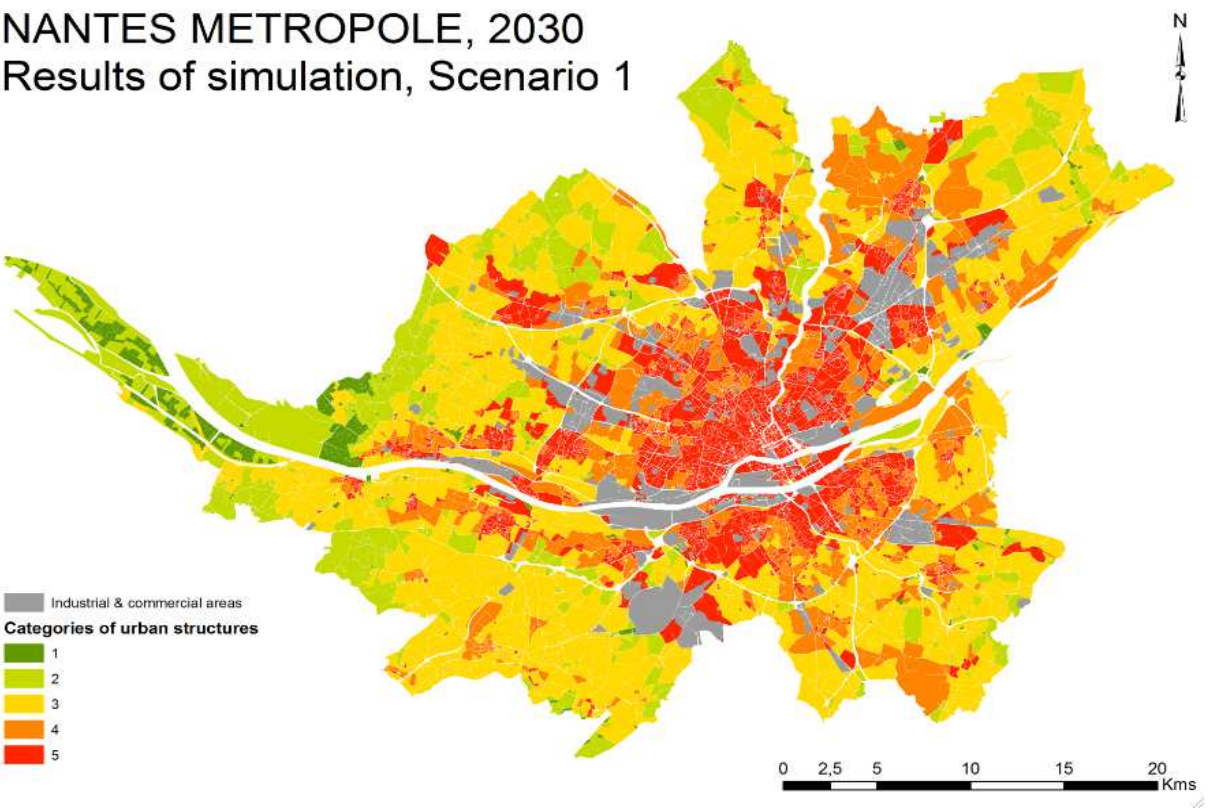 NANTES METROPOLE, 2030
Results of simulation, Scenario 1
N
Industrial & commercial areas
Categories of urban structures
1
2
3
4
5
0 2,5 5 10 15 20
Kms